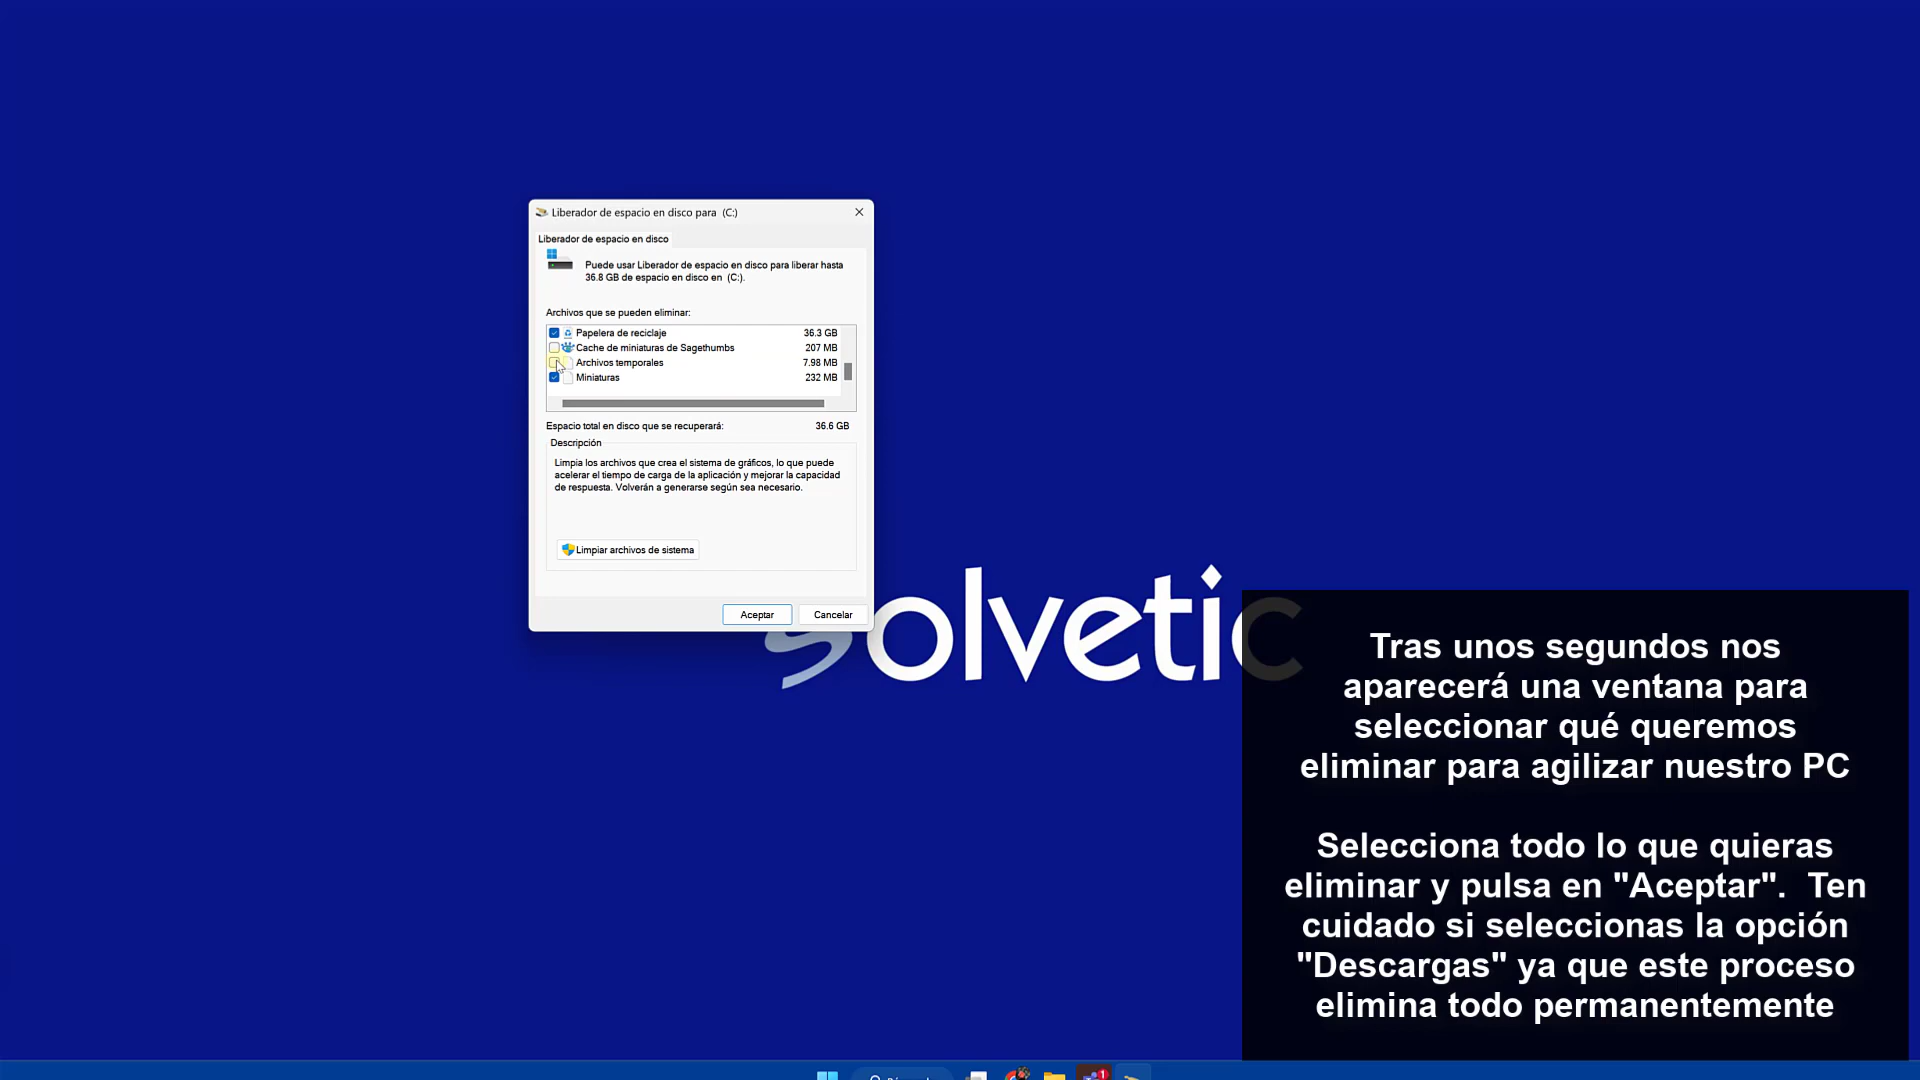 Liberador de espacio en disco para (C:)
Liberador de espacio en disco
Puede usar Liberador de espacio en disco para liberar hasta
36.8 GB de espacio en disco en (C:).
Archivos que se pueden eliminar:
Papelera de reciclaje 36.3 GB
Cache de miniaturas de Sagethumbs 207 MB
Archivos temporales 7.98 MB
Miniaturas 232 MB
Espacio total en disco que se recuperará: 36.6 GB
Descripción
Limpia los archivos que crea el sistema de gráficos, lo que puede
acelerar el tiempo de carga de la aplicación y mejorar la capacidad
de respuesta. Volverán a generarse según sea necesario.
Limpiar archivos de sistema
Aceptar Cancelar
Solvetic
Tras unos segundos nos
aparecerá una ventana para
seleccionar qué queremos
eliminar para agilizar nuestro PC
Selecciona todo lo que quieras
eliminar y pulsa en "Aceptar". Ten
cuidado si seleccionas la opción
"Descargas" ya que este proceso
elimina todo permanentemente
1